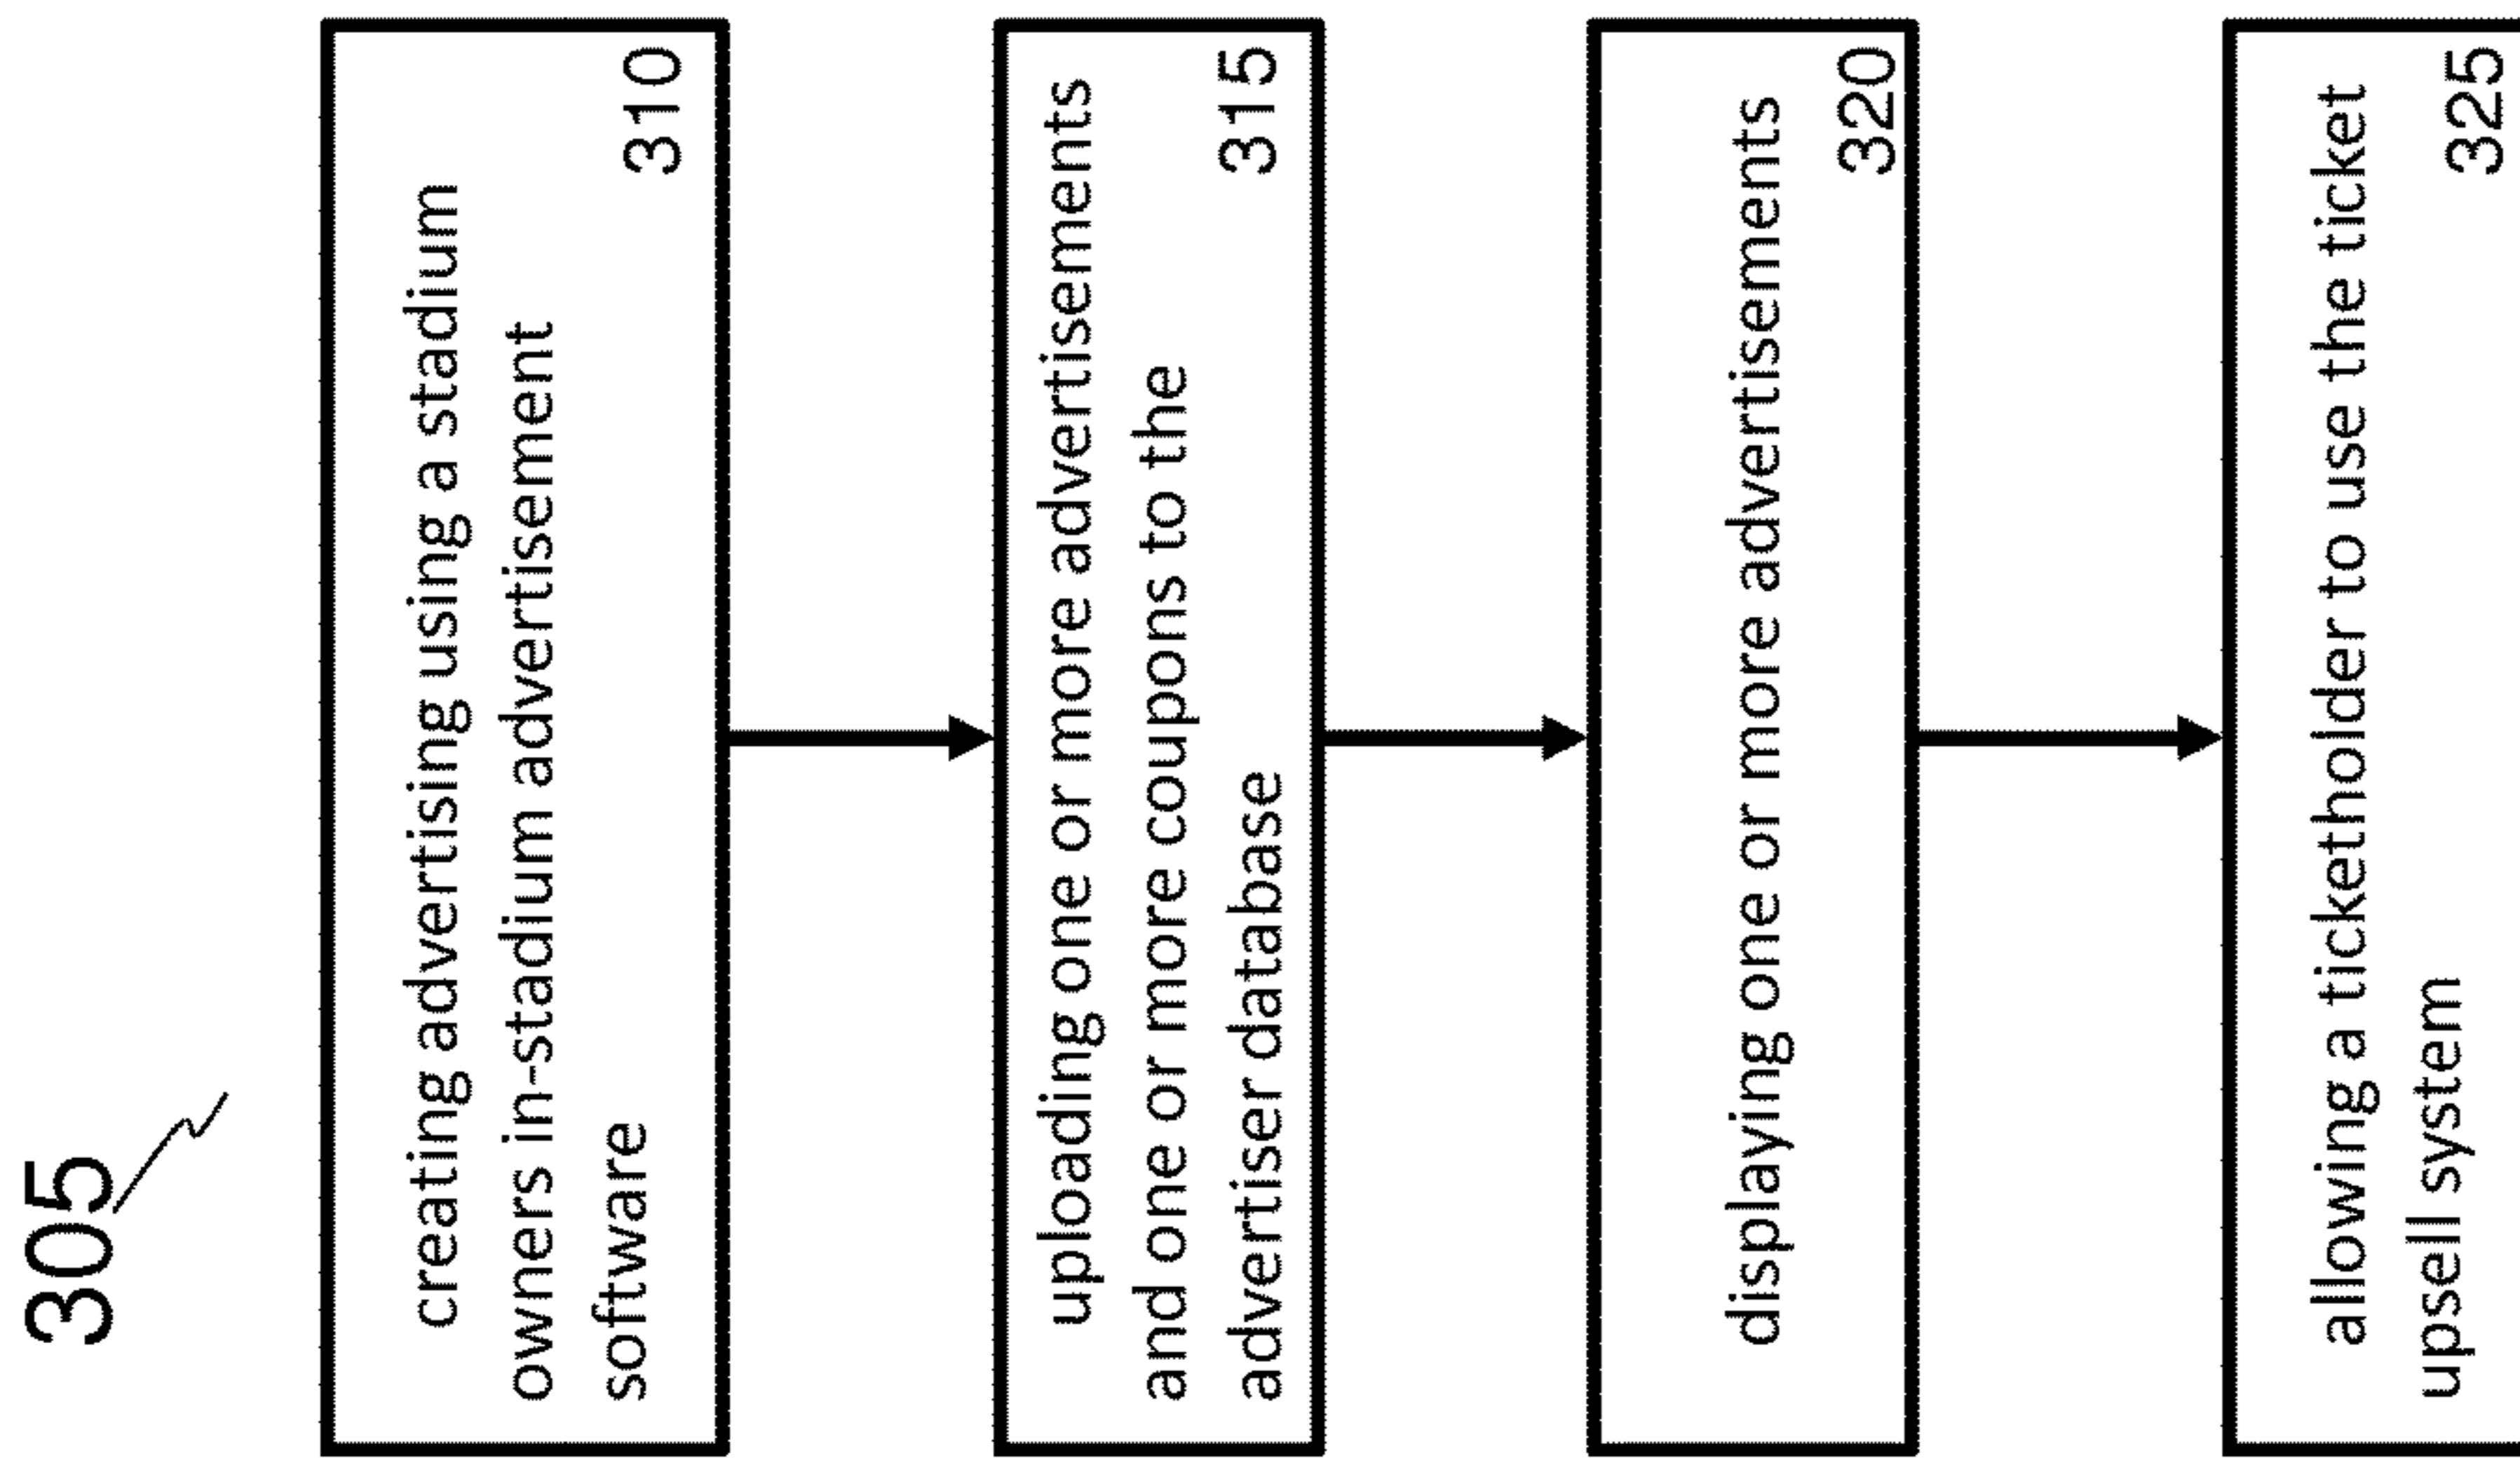 305
creating advertising using a stadium
owners in-stadium advertisement
software
310
uploading one or more advertisements
and one or more coupons to the
advertiser database
315
displaying one or more advertisements
320
allowing a ticketholder to use the ticket
upsell system
325